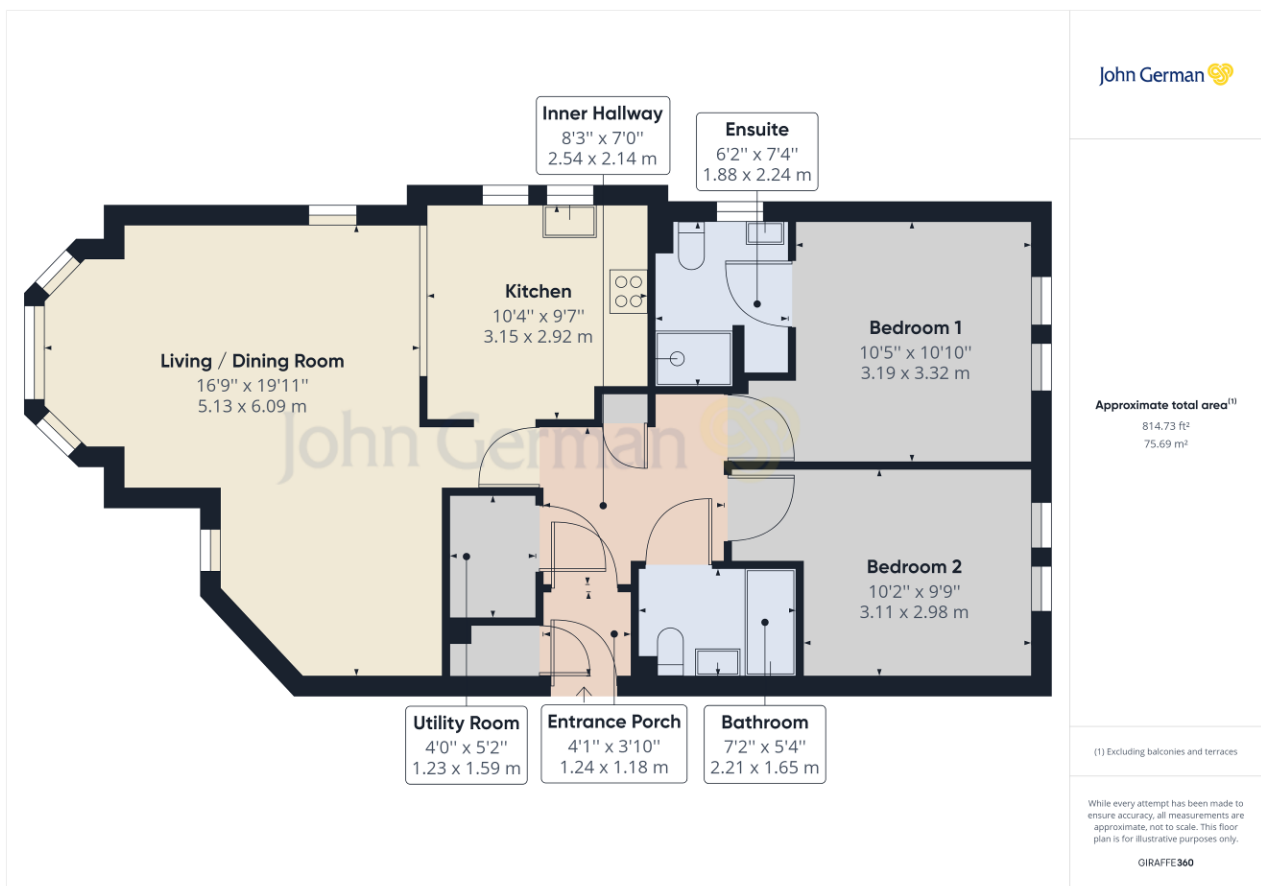 John German
Inner Hallway
8'3'' x 7'0''
2.54 x 2.14 m
Ensuite
6'2'' x 7'4''
1.88 x 2.24 m
Kitchen
10'4'' x 9'7''
3.15 x 2.92 m
Bedroom 1
10'5'' x 10'10''
3.19 x 3.32 m
Living / Dining Room
16'9'' x 19'11''
5.13 x 6.09 m
John German
Bedroom 2
10'2'' x 9'9''
3.11 x 2.98 m
Utility Room
4'0'' x 5'2''
1.23 x 1.59 m
Entrance Porch
4'1'' x 3'10''
1.24 x 1.18 m
Bathroom
7'2'' x 5'4''
2.21 x 1.65 m
Approximate total area(1)
814.73 ft²
75.69 m²
(1) Excluding balconies and terraces
While every attempt has been made to
ensure accuracy, all measurements are
approximate, not to scale. This floor
plan is for illustrative purposes only.
GIRAFFE360